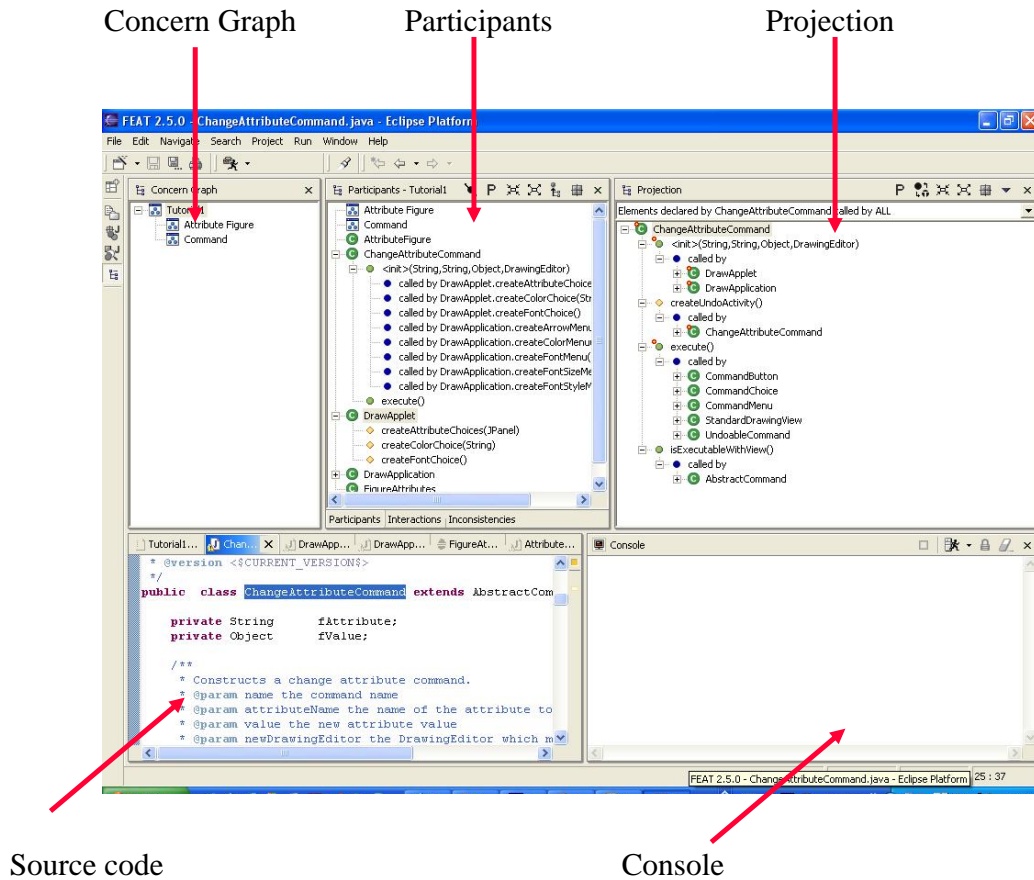 Concern Graph
Participants
Projection
FEAT 2.5.0 - ChangeAttributeCommand.java - Eclipse Platform
File Edit Navigate Search Project Run Window Help
Concern Graph
Tutorial1
Attribute Figure
Command
Participants - Tutorial1
Attribute Figure
Command
AttributeFigure
ChangeAttributeCommand
<init>(String,String,Object,DrawingEditor)
called by DrawApplet.createAttributeChoice
called by DrawApplet.createColorChoice(Str
called by DrawApplet.createFontChoice()
called by DrawApplication.createArrowMenu
called by DrawApplication.createColorMenu
called by DrawApplication.createFontMenu(
called by DrawApplication.createFontSizeMe
called by DrawApplication.createFontStyleM
execute()
DrawApplet
createAttributeChoices(JPanel)
createColorChoice(String)
createFontChoice()
DrawApplication
FigureAttributes
Participants Interactions Inconsistencies
Projection
Elements declared by ChangeAttributeCommand called by ALL
ChangeAttributeCommand
<init>(String,String,Object,DrawingEditor)
called by
DrawApplet
DrawApplication
createUndoActivity()
called by
ChangeAttributeCommand
execute()
called by
CommandButton
CommandChoice
CommandMenu
StandardDrawingView
UndoableCommand
isExecutableWithView()
called by
AbstractCommand
Tutorial1... Chan... DrawApp... DrawApp... FigureAt... Attribute...
* @version <$CURRENT_VERSION$>
*/
public class ChangeAttributeCommand extends AbstractCom
private String fAttribute;
private Object fValue;
/**
* Constructs a change attribute command.
* @param name the command name
* @param attributeName the name of the attribute to
* @param value the new attribute value
* @param newDrawingEditor the DrawingEditor which m
Console
FEAT 2.5.0 - ChangeAttributeCommand.java - Eclipse Platform
25 : 37
Source code
Console